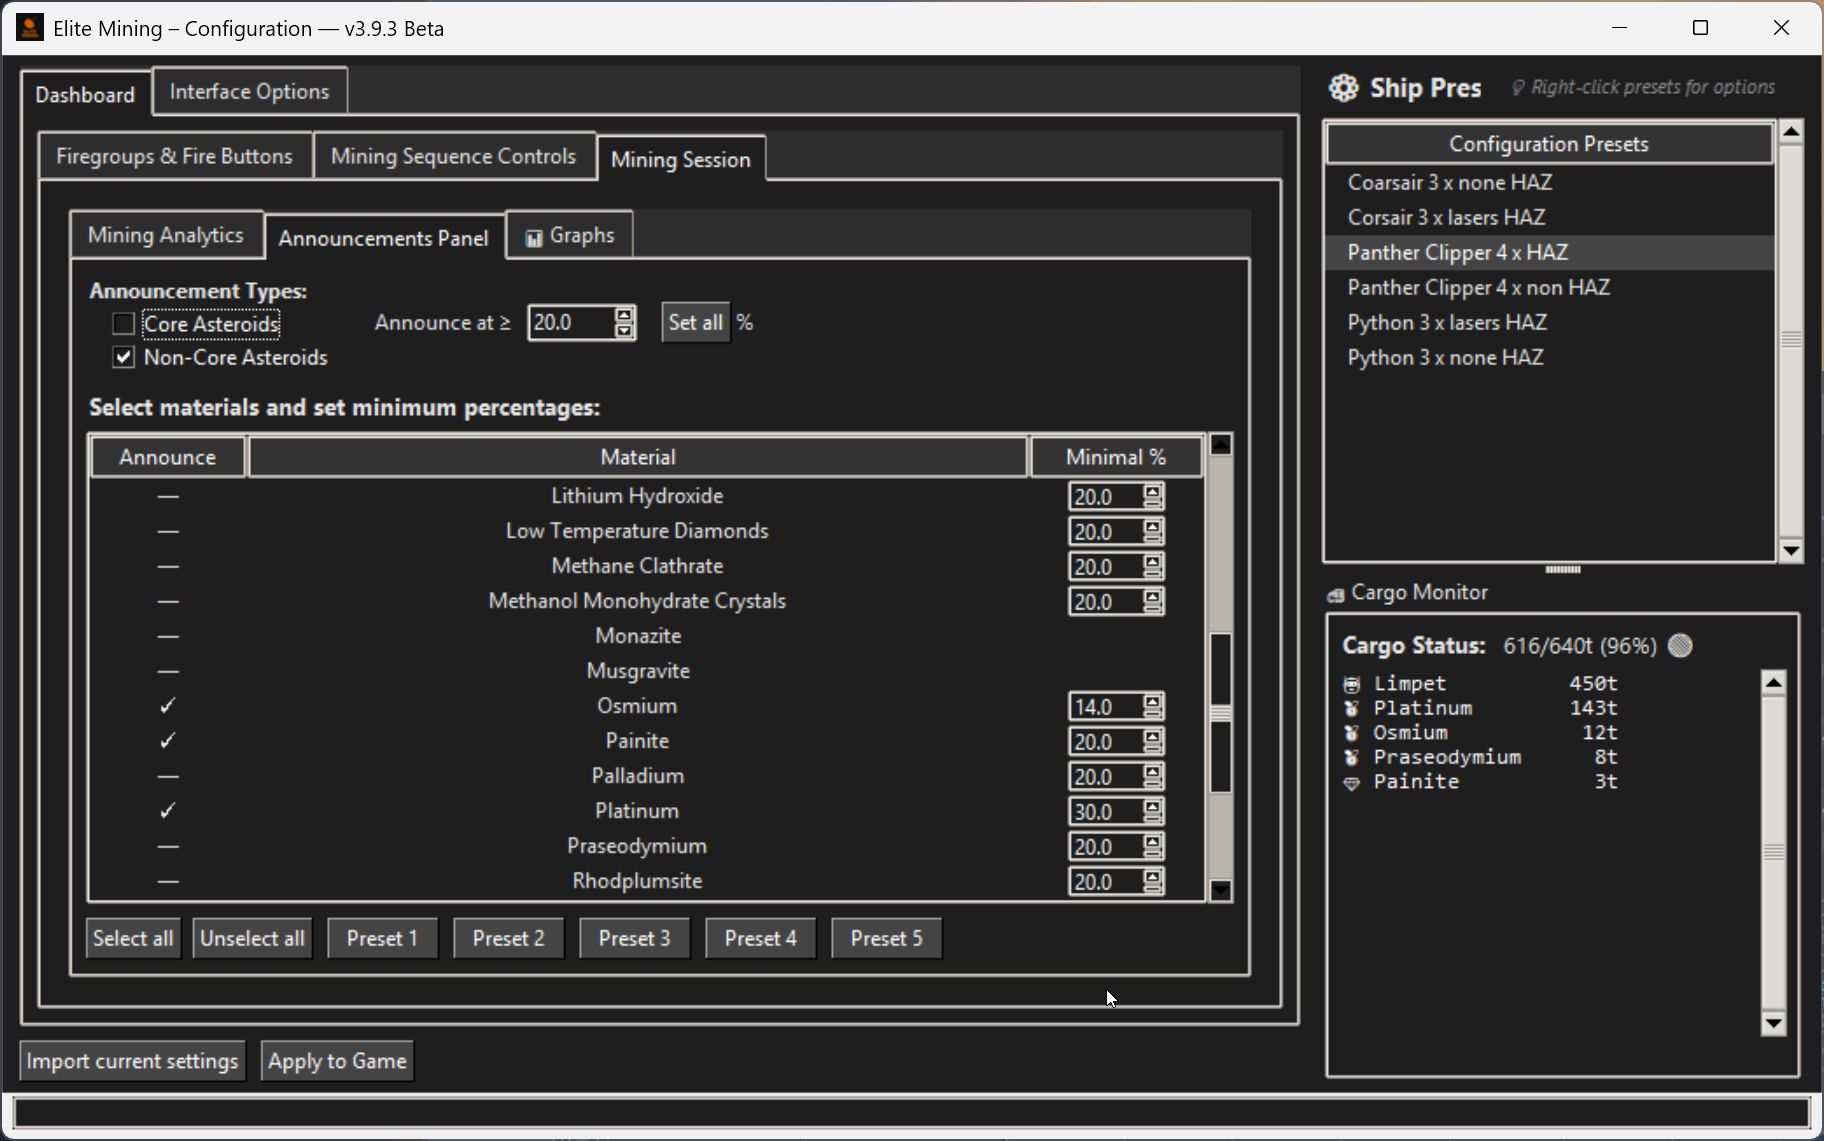 Elite Mining – Configuration — v3.9.3 Beta
Dashboard
Interface Options
Firegroups & Fire Buttons
Mining Sequence Controls
Mining Session
Mining Analytics
Announcements Panel
Graphs
Announcement Types:
Core Asteroids
Announce at ≥ 20.0 Set all %
Non-Core Asteroids
Select materials and set minimum percentages:
Announce Material Minimal %
— Lithium Hydroxide 20.0
— Low Temperature Diamonds 20.0
— Methane Clathrate 20.0
— Methanol Monohydrate Crystals 20.0
— Monazite
— Musgravite
✓ Osmium 14.0
✓ Painite 20.0
— Palladium 20.0
✓ Platinum 30.0
— Praseodymium 20.0
— Rhodplumsite 20.0
Select all
Unselect all
Preset 1
Preset 2
Preset 3
Preset 4
Preset 5
Import current settings
Apply to Game
Ship Pres
Right-click presets for options
Configuration Presets
Coarsair 3 x none HAZ
Corsair 3 x lasers HAZ
Panther Clipper 4 x HAZ
Panther Clipper 4 x non HAZ
Python 3 x lasers HAZ
Python 3 x none HAZ
Cargo Monitor
Cargo Status: 616/640t (96%)
Limpet 450t
Platinum 143t
Osmium 12t
Praseodymium 8t
Painite 3t